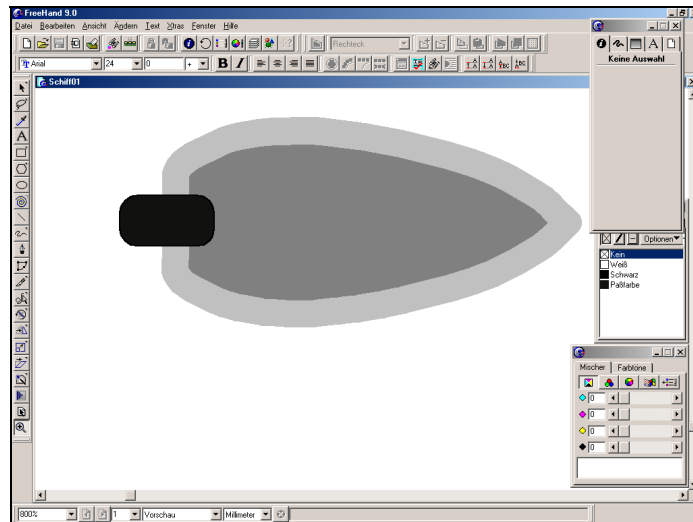 FreeHand 9.0
Datei Bearbeiten Ansicht Ändern Text Xtras Fenster Hilfe
Rechteck
Arial 24 0 + B I
Schiff01
Keine Auswahl
Optionen
Kein
Weiß
Schwarz
Paßfarbe
Mischer Farbtöne
0
0
0
0
800% 1 Vorschau Millimeter